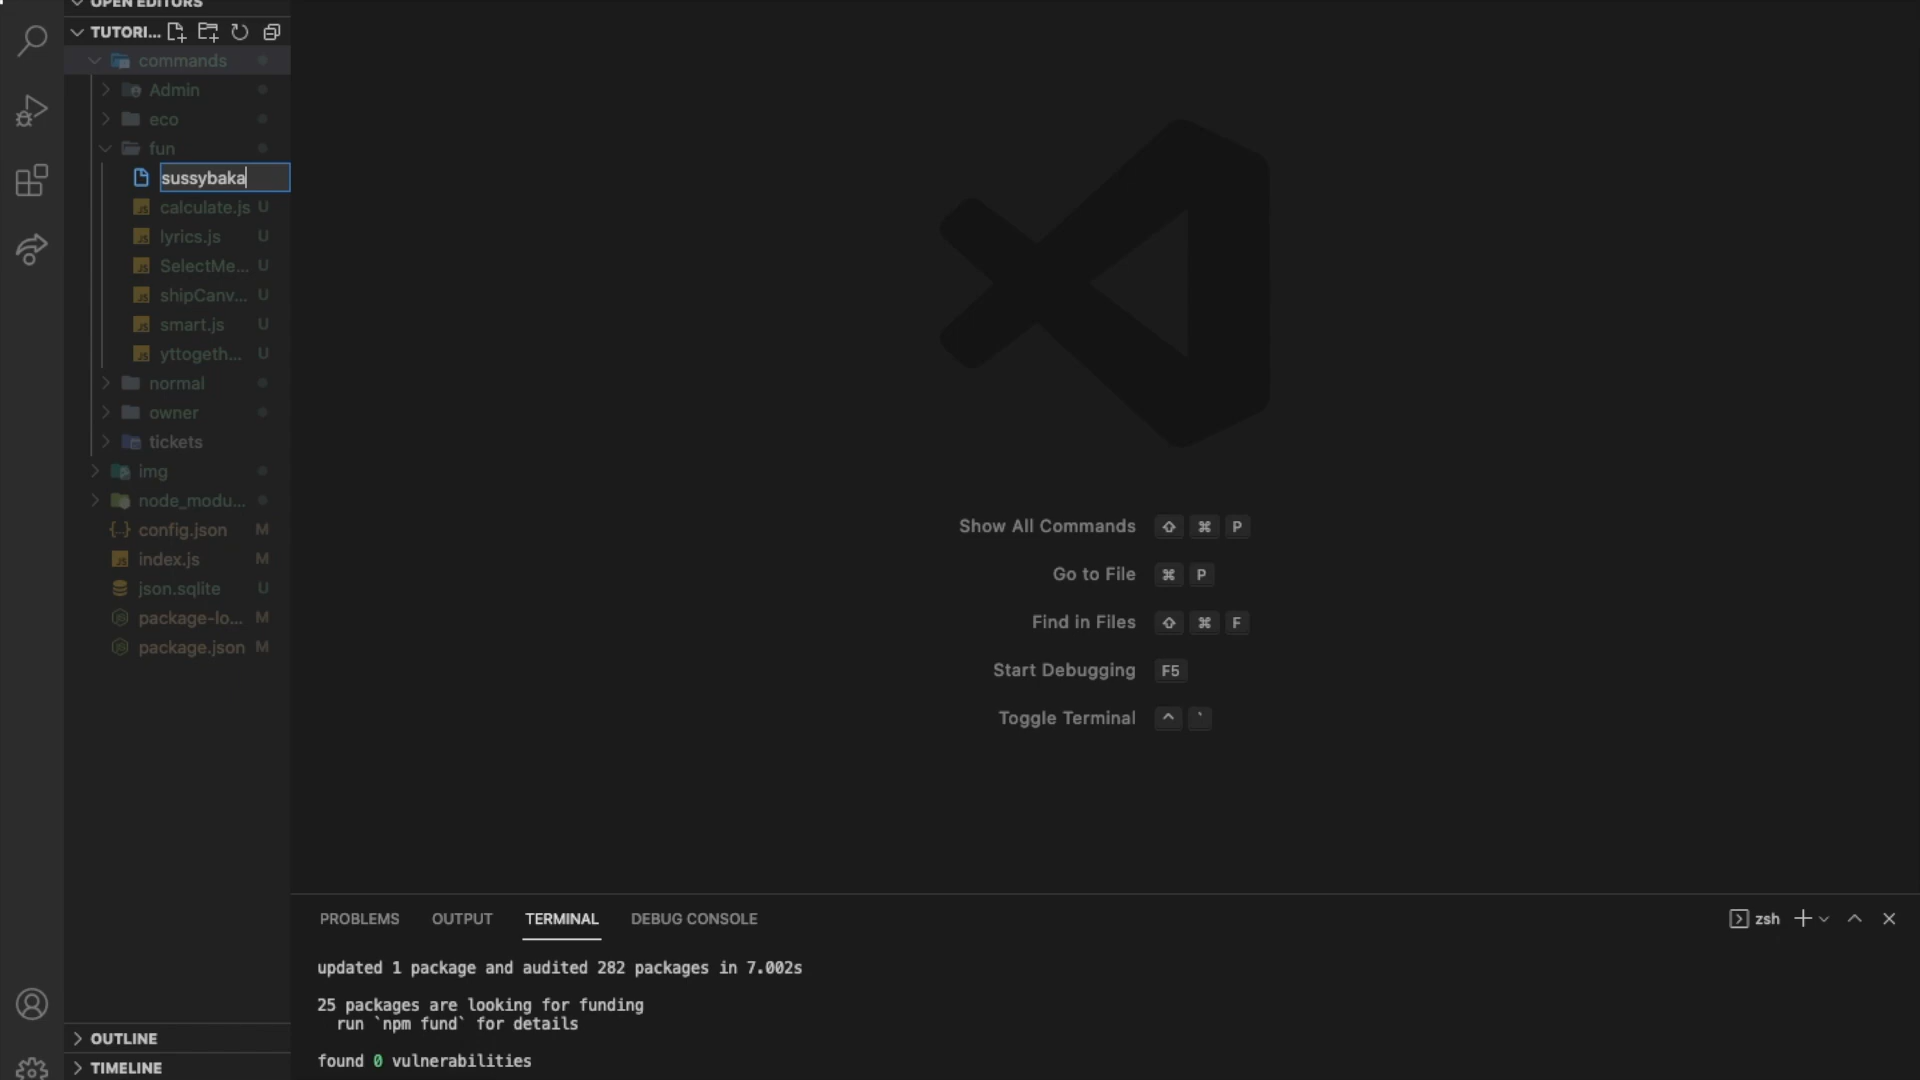 OPEN EDITORS
TUTORI...
commands
Admin
eco
fun
sussybaka
calculate.js U
lyrics.js U
SelectMe... U
shipCanv... U
smart.js U
yttogeth... U
normal
owner
tickets
img
node_modu...
config.json M
index.js M
json.sqlite U
package-lo... M
package.json M
OUTLINE
TIMELINE
Show All Commands ⇧ ⌘ P
Go to File ⌘ P
Find in Files ⇧ ⌘ F
Start Debugging F5
Toggle Terminal ^ `
PROBLEMS OUTPUT TERMINAL DEBUG CONSOLE zsh
updated 1 package and audited 282 packages in 7.002s
25 packages are looking for funding
run `npm fund` for details
found 0 vulnerabilities